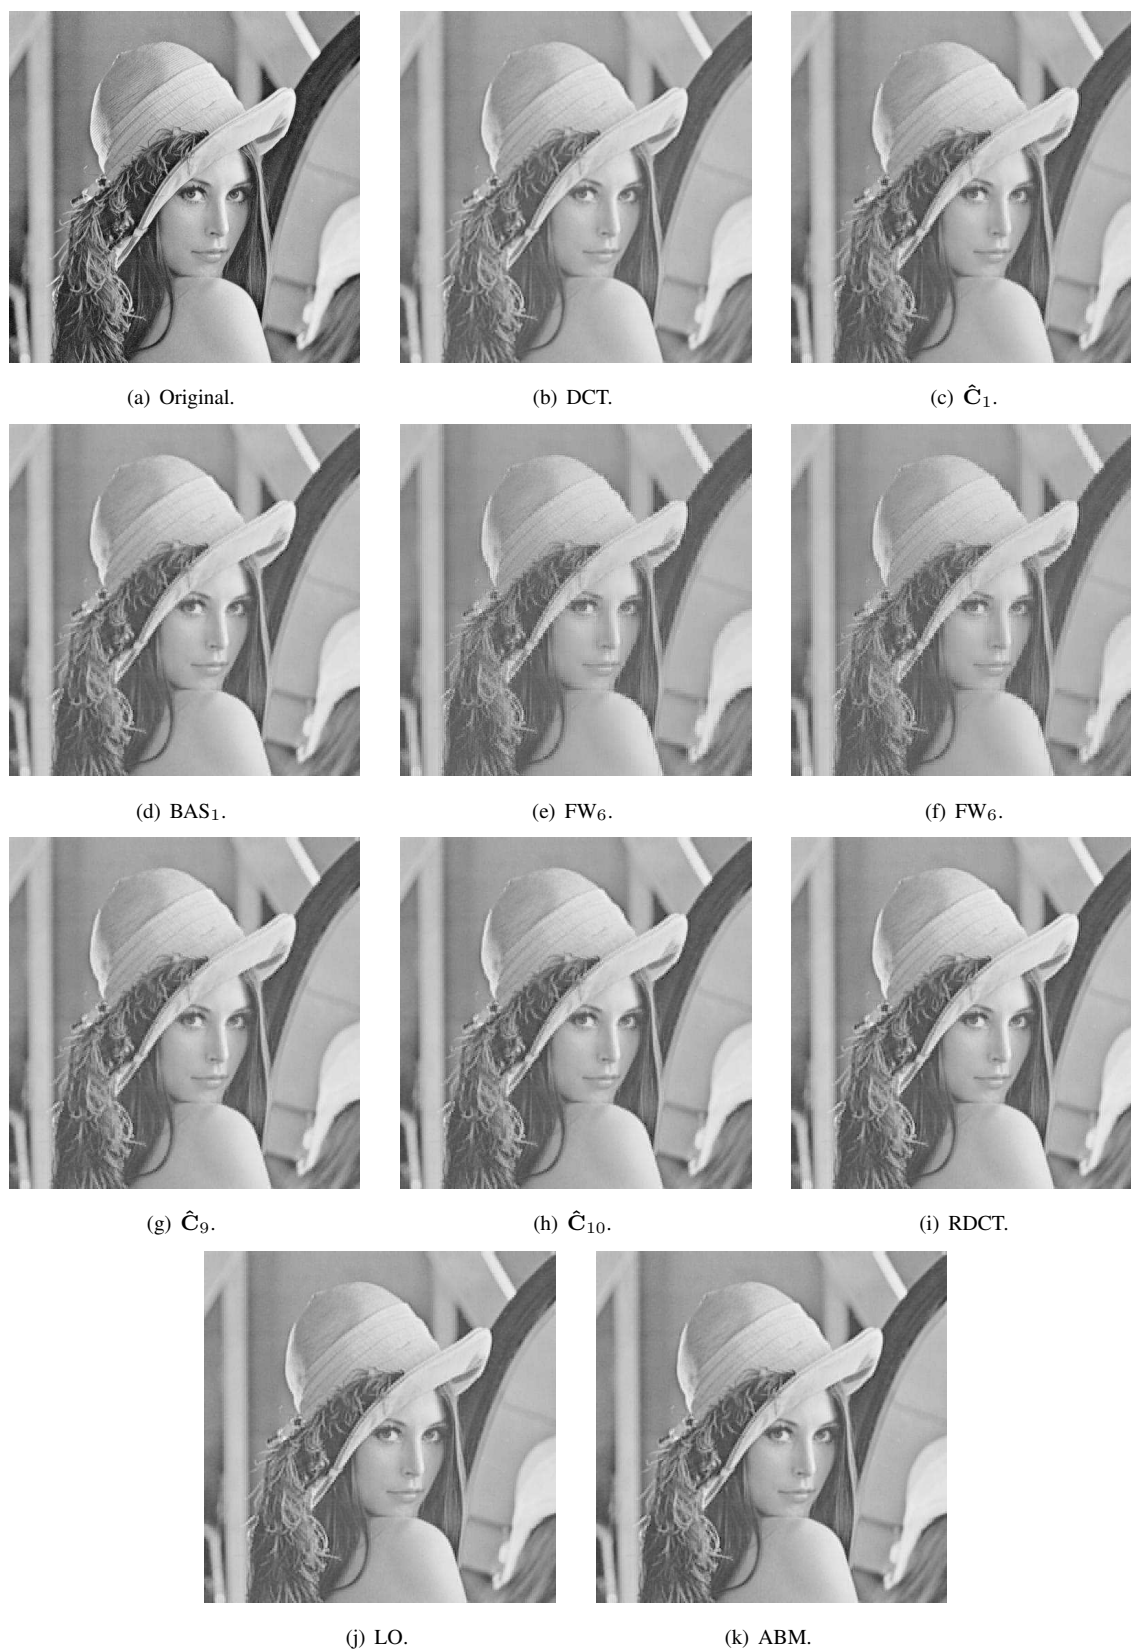 (a) Original. (b) DCT. (c) Ĉ₁.
(d) BAS₁. (e) FW₆. (f) FW₆.
(g) Ĉ₉. (h) Ĉ₁₀. (i) RDCT.
(j) LO. (k) ABM.